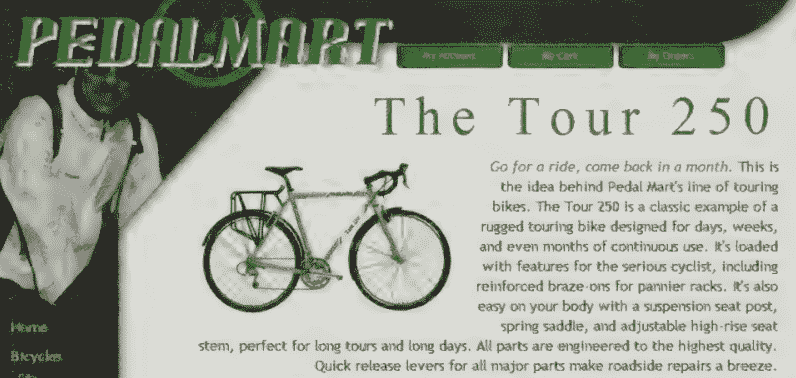 PEDALMART
My Account My Cart My Orders
The Tour 250
Go for a ride, come back in a month. This is
the idea behind Pedal Mart's line of touring
bikes. The Tour 250 is a classic example of a
rugged touring bike designed for days, weeks,
and even months of continuous use. It's loaded
with features for the serious cyclist, including
reinforced braze-ons for pannier racks. It's also
easy on your body with a suspension seat post,
spring saddle, and adjustable high-rise seat
stem, perfect for long tours and long days. All parts are engineered to the highest quality.
Quick release levers for all major parts make roadside repairs a breeze.
Home
Bicycles